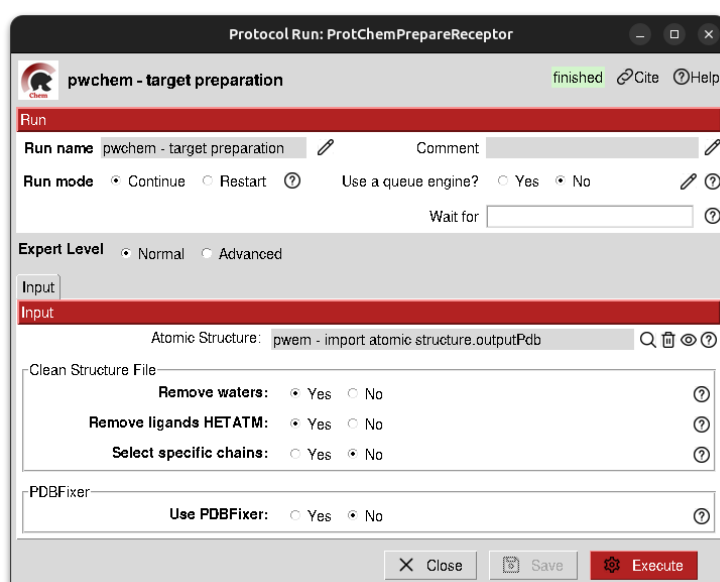 Protocol Run: ProtChemPrepareReceptor
Chem pwchem - target preparation finished Cite Help
Run
Run name pwchem - target preparation Comment
Run mode Continue Restart Use a queue engine? Yes No
Wait for
Expert Level Normal Advanced
Input
Input
Atomic Structure: pwem - import atomic structure.outputPdb
Clean Structure File
Remove waters: Yes No
Remove ligands HETATM: Yes No
Select specific chains: Yes No
PDBFixer
Use PDBFixer: Yes No
Close Save Execute